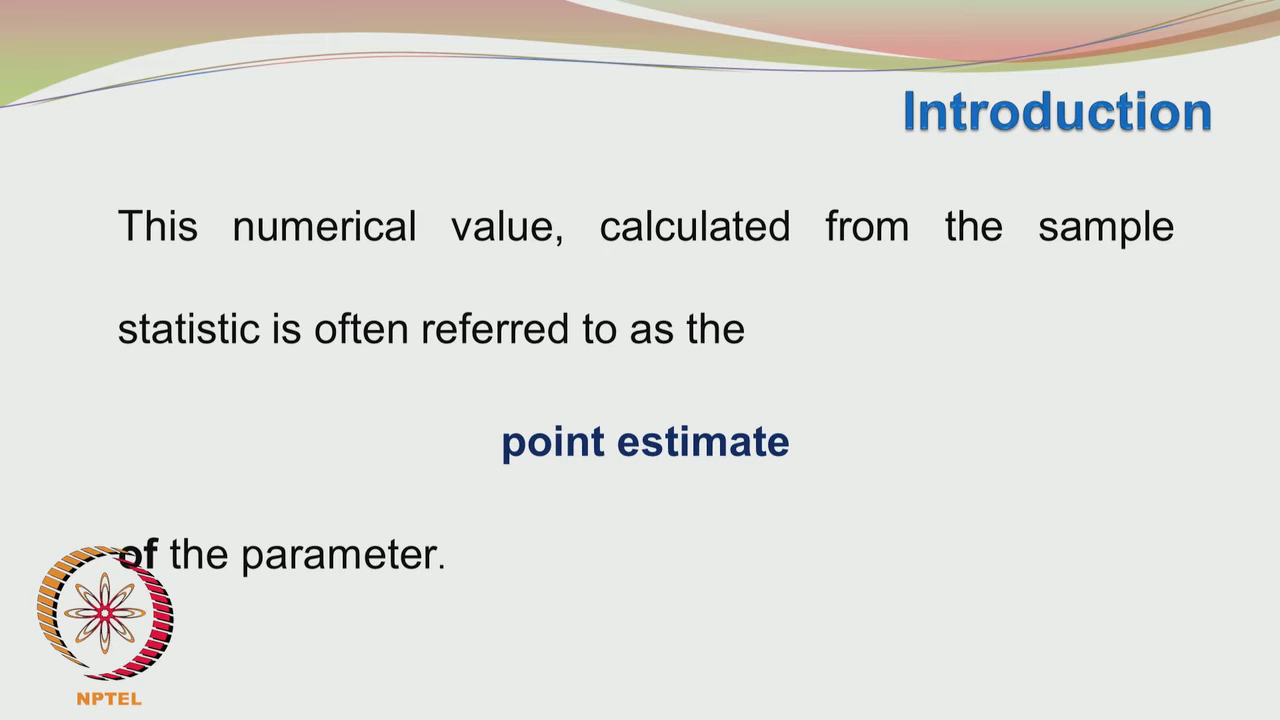 Introduction
This numerical value, calculated from the sample
statistic is often referred to as the
point estimate
of the parameter.
NPTEL